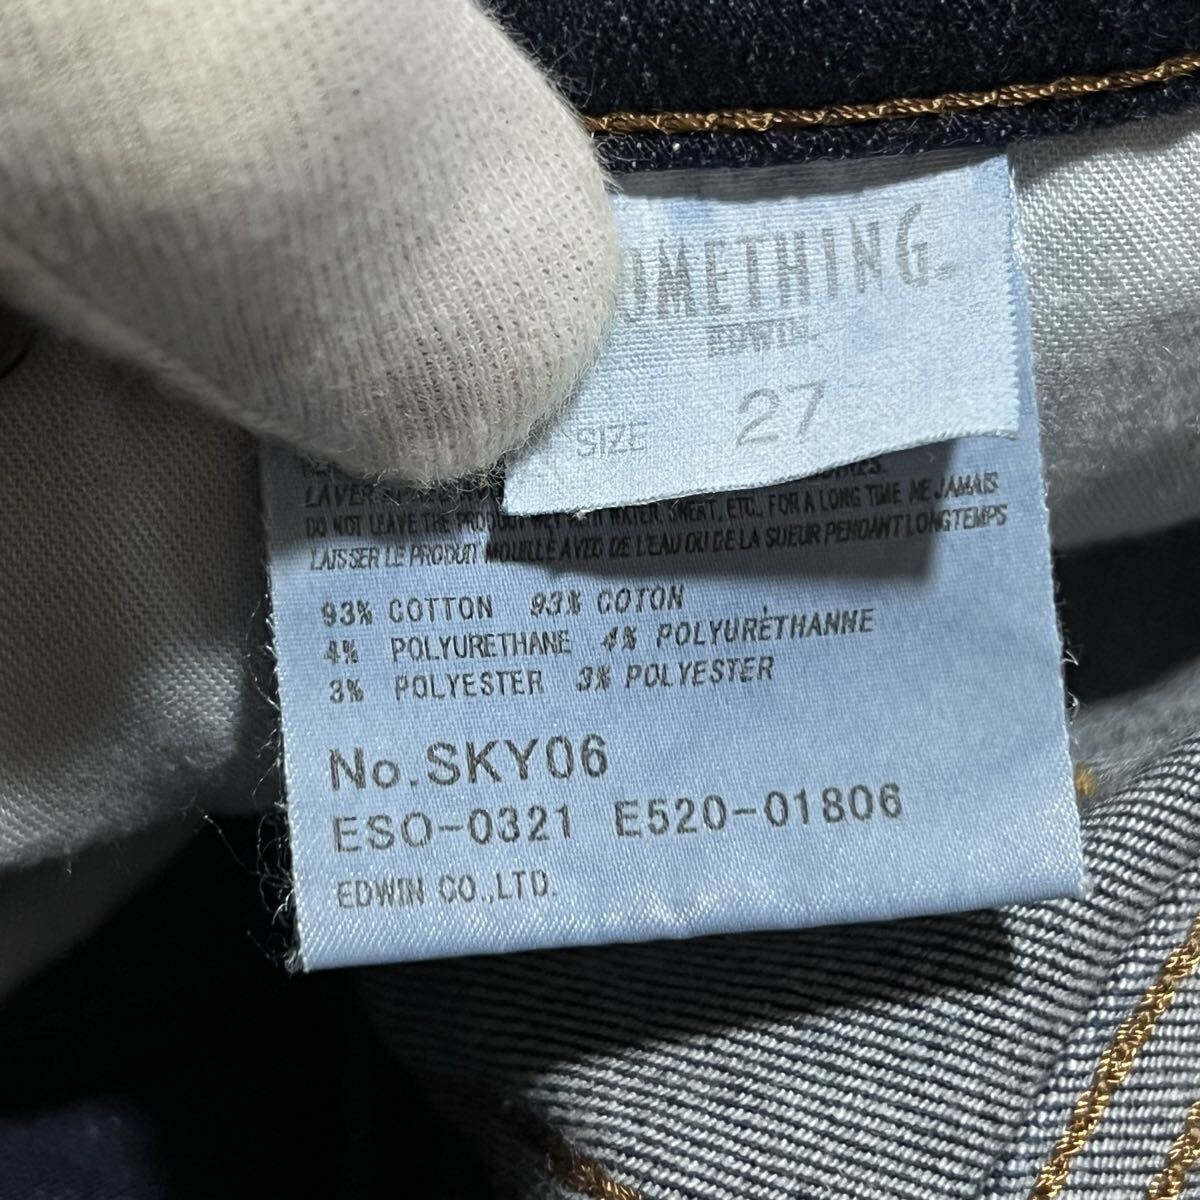 OMETHING
EDWIN
SIZE 27
LAVER
DO NOT LEAVE THE PRODUCT WET WITH WATER, SWEAT, ETC., FOR A LONG TIME NE JAMAIS
LAISSER LE PRODUIT MOUILLÉ AVEC DE L'EAU OU DE LA SUEUR PENDANT LONGTEMPS
93% COTTON 93% COTON
4% POLYURETHANE 4% POLYURÉTHANNE
3% POLYESTER 3% POLYESTER
No.SKY06
ESO-0321 E520-01806
EDWIN CO.,LTD.